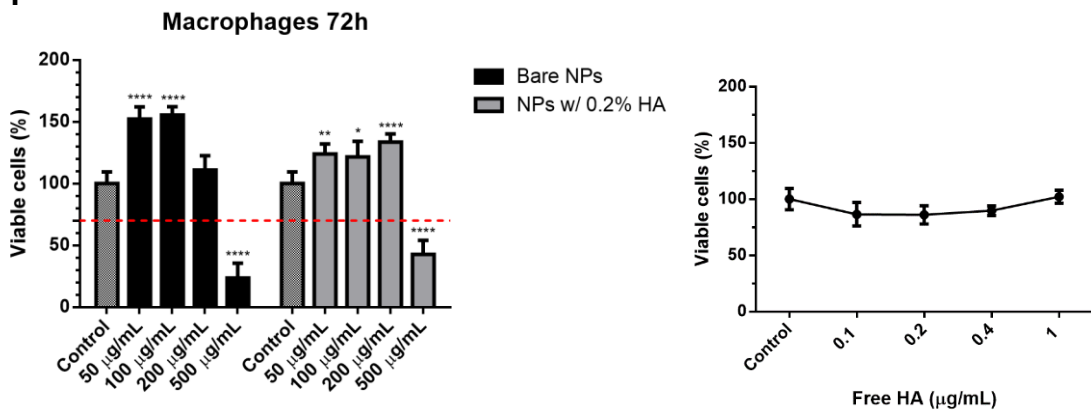 Macrophages 72h
Viable cells (%)
200
150
100
50
0
****
****
****
**
*
****
****
Control
50 μg/mL
100 μg/mL
200 μg/mL
500 μg/mL
Control
50 μg/mL
100 μg/mL
200 μg/mL
500 μg/mL
Bare NPs
NPs w/ 0.2% HA
Viable cells (%)
200
150
100
50
0
Control
0.1
0.2
0.4
1
Free HA (μg/mL)